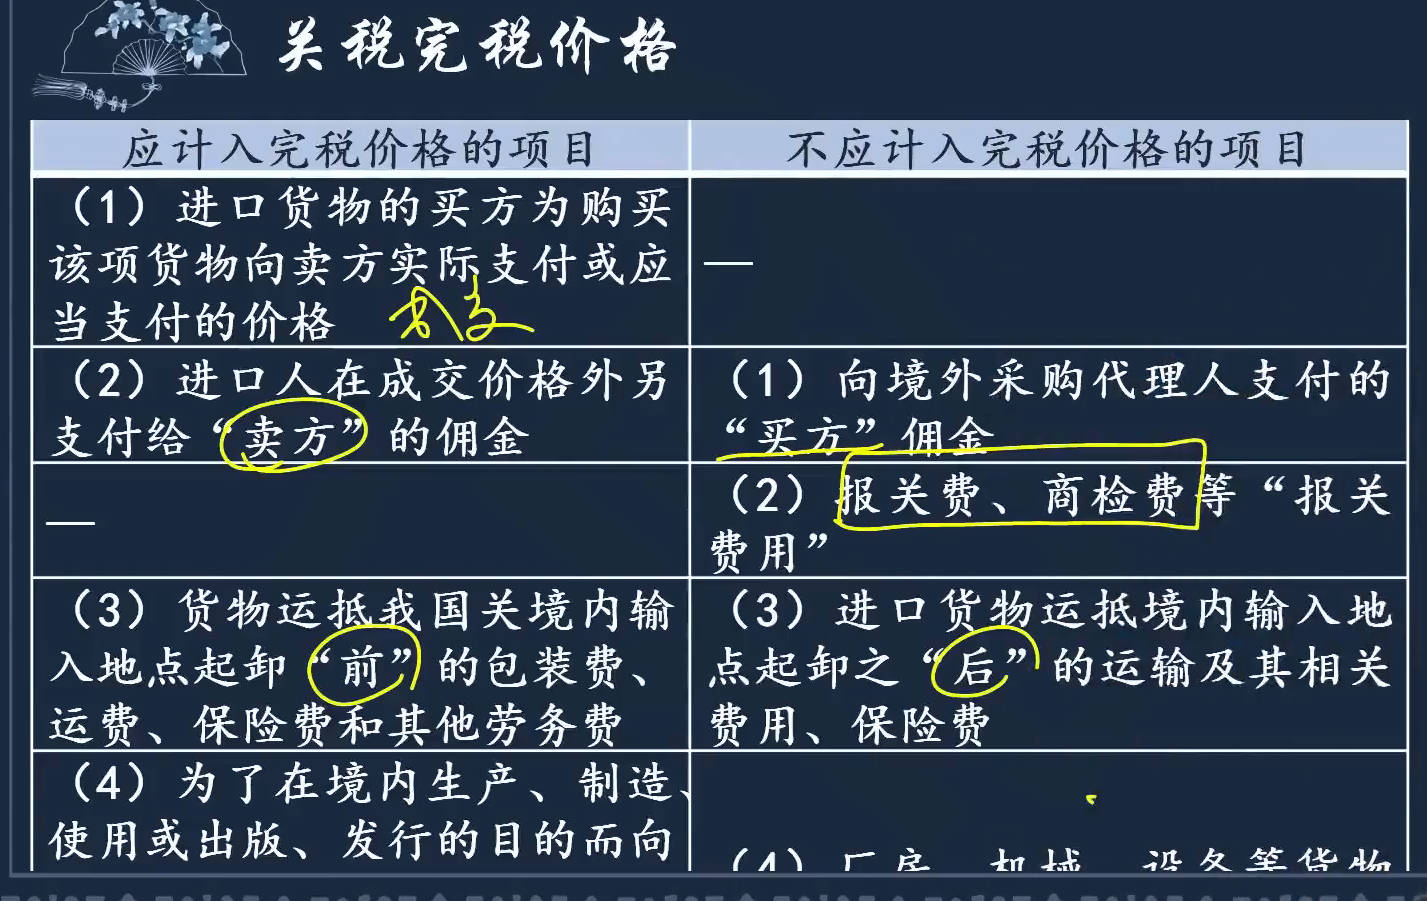 关税完税价格
应计入完税价格的项目
不应计入完税价格的项目
（1）进口货物的买方为购买
该项货物向卖方实际支付或应
当支付的价格
—
（2）进口人在成交价格外另
支付给“卖方”的佣金
（1）向境外采购代理人支付的
“买方”佣金
—
（2）报关费、商检费等“报关
费用”
（3）货物运抵我国关境内输
入地点起卸“前”的包装费、
运费、保险费和其他劳务费
（3）进口货物运抵境内输入地
点起卸之“后”的运输及其相关
费用、保险费
（4）为了在境内生产、制造、
使用或出版、发行的目的而向
（4）厂房、机械、设备等货物